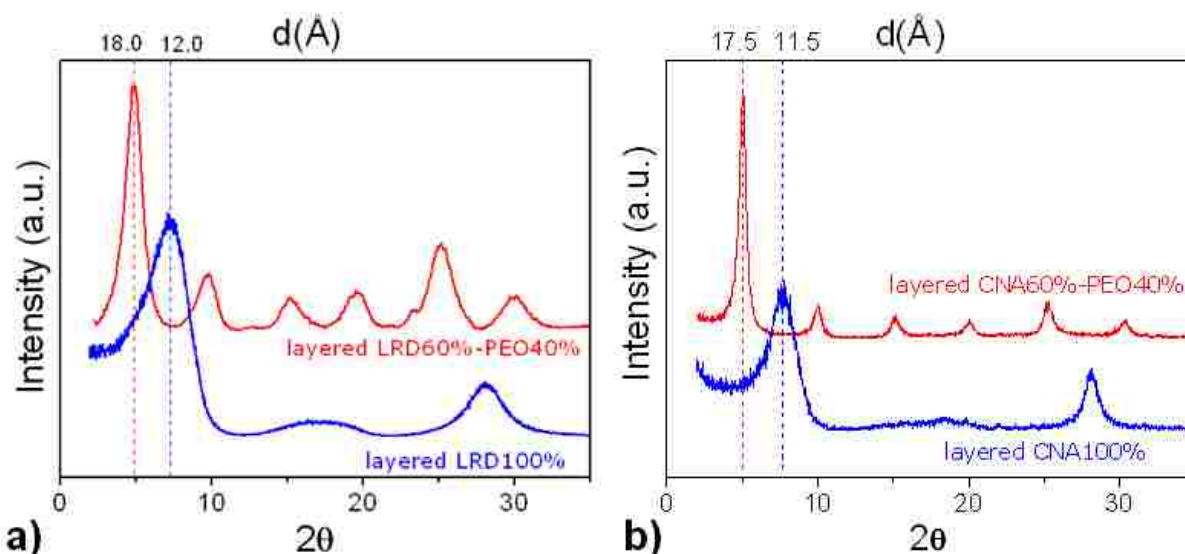 d(Å)
18.0 12.0
Intensity (a.u.)
layered LRD60%-PEO40%
layered LRD100%
0 10 20 30
2θ
a)
d(Å)
17.5 11.5
Intensity (a.u.)
layered CNA60%-PEO40%
layered CNA100%
0 10 20 30
2θ
b)